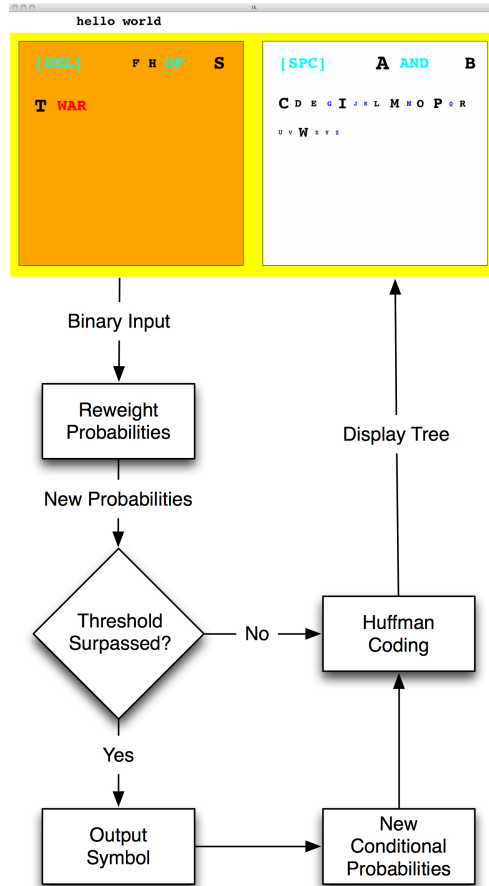 tk
hello world
[DEL] F H OF S
T WAR
[SPC] A AND B
C D E G I J K L M N O P Q R
U V W X Y Z
Binary Input
Reweight
Probabilities
Display Tree
New Probabilities
Threshold
Surpassed?
No
Huffman
Coding
Yes
Output
Symbol
New
Conditional
Probabilities